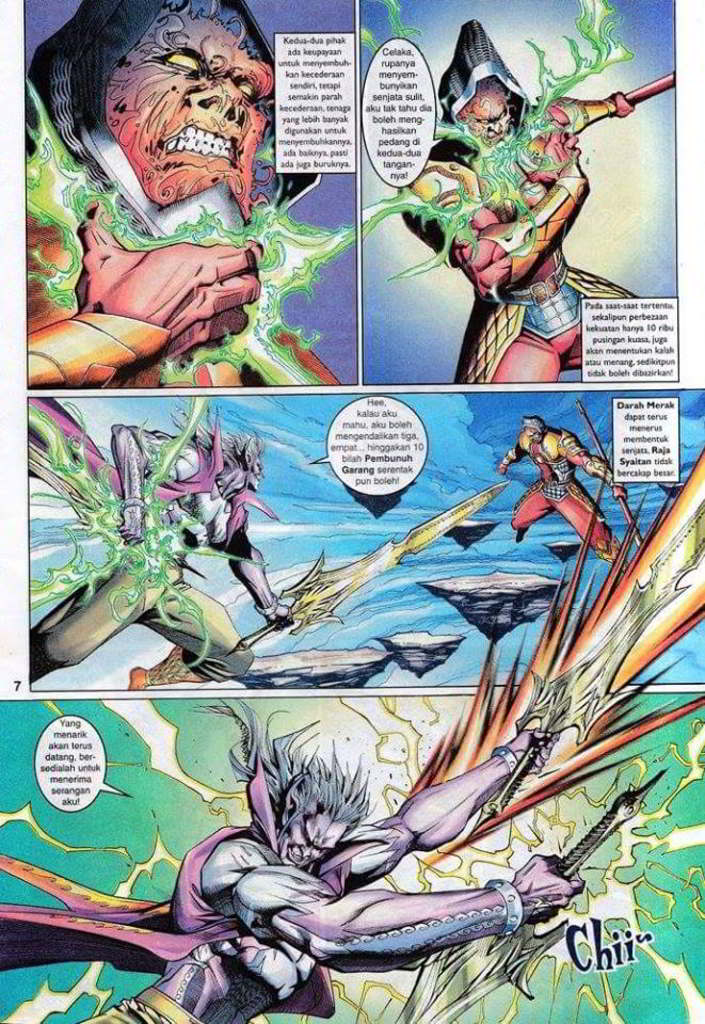 Kedua-dua pihak
ada keupayaan
untuk menyembuh-
kan kecederaan
sendiri, tetapi
semakin parah
kecederaan, tenaga
yang lebih banyak
digunakan untuk
menyembuhkannya,
ada baiknya, pasti
ada juga buruknya.
Celaka,
rupanya
menyem-
bunyikan
senjata sulit,
aku tak tahu dia
boleh meng-
hasilkan
pedang di
kedua-dua
tangan-
nya!
Pada saat-saat tertentu,
sekalipun perbezaan
kekuatan hanya 10 ribu
pusingan kuasa, juga
akan menentukan kalah
atau menang, sedikitpun
tidak boleh dibazirkan!
Hee,
kalau aku
mahu, aku boleh
mengendalikan tiga,
empat... hinggakan 10
bilah Pembunuh
Garang serentak
pun boleh!
Darah Merak
dapat terus
menerus
membentuk
senjata, Raja
Syaitan tidak
bercakap besar.
7
Yang
menarik
akan terus
datang, ber-
sedialah untuk
menerima
serangan
aku!
Chii~